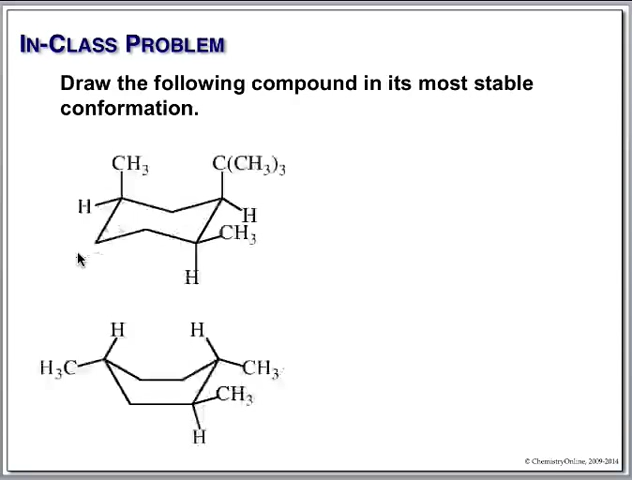 IN-CLASS PROBLEM
Draw the following compound in its most stable
conformation.
CH3 C(CH3)3
H
H
CH3
H
H H
H3C CH3
CH3
H
© ChemistryOnline, 2009-2014